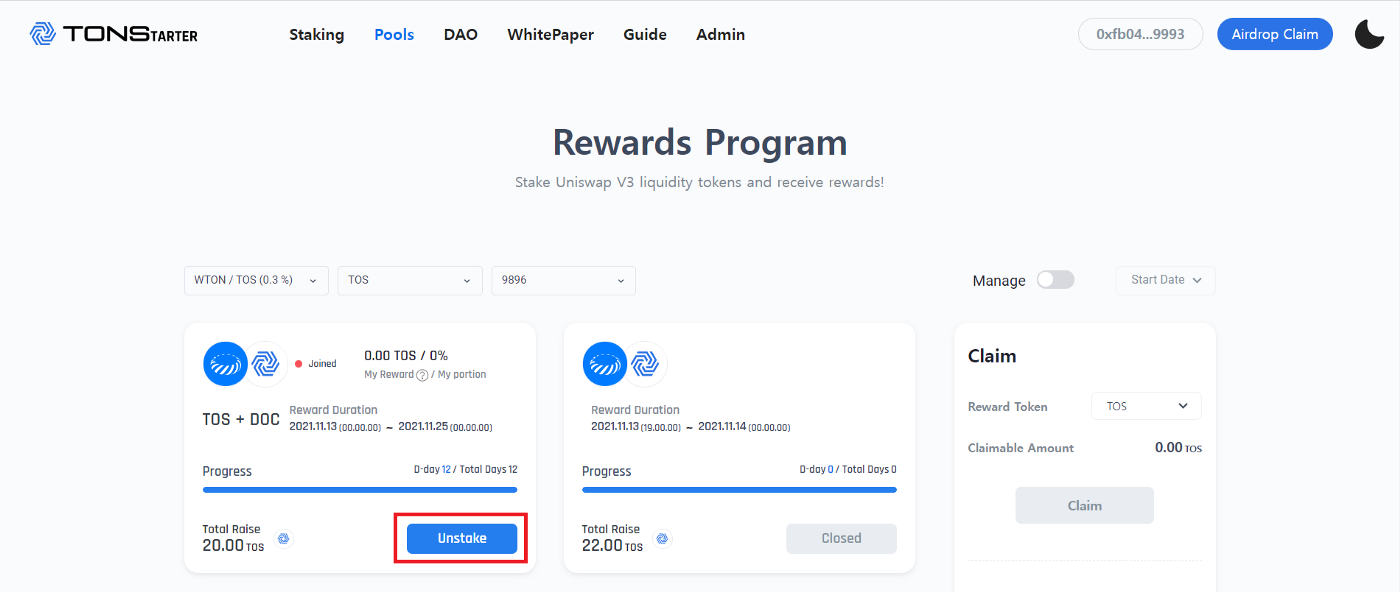 TONSTARTER
Staking Pools DAO WhitePaper Guide Admin
0xfb04...9993 Airdrop Claim
Rewards Program
Stake Uniswap V3 liquidity tokens and receive rewards!
WTON / TOS (0.3 %) TOS 9896
Manage Start Date
Joined
0.00 TOS / 0%
My Reward ? / My portion
TOS + DOC
Reward Duration
2021.11.13 (00.00.00) ~ 2021.11.25 (00.00.00)
Progress D-day 12 / Total Days 12
Total Raise
20.00 TOS
Unstake
Reward Duration
2021.11.13 (19.00.00) ~ 2021.11.14 (00.00.00)
Progress D-day 0 / Total Days 0
Total Raise
22.00 TOS
Closed
Claim
Reward Token TOS
Claimable Amount 0.00 TOS
Claim